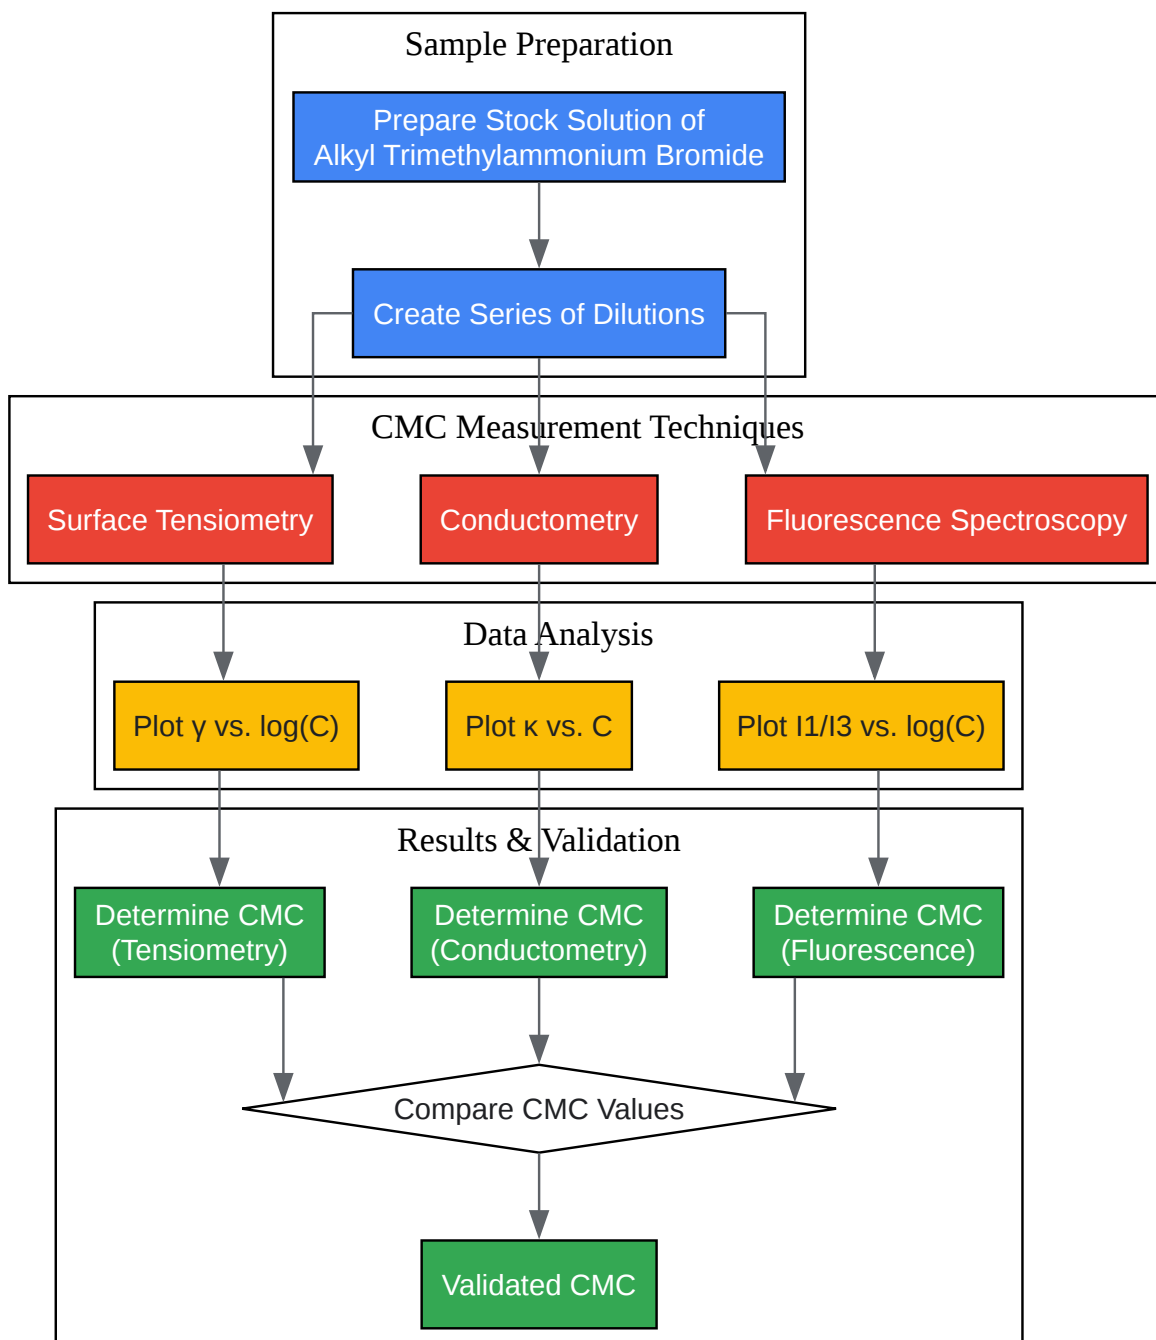 Sample Preparation
Prepare Stock Solution of
Alkyl Trimethylammonium Bromide
Create Series of Dilutions
CMC Measurement Techniques
Surface Tensiometry
Conductometry
Fluorescence Spectroscopy
Data Analysis
Plot γ vs. log(C)
Plot κ vs. C
Plot I1/I3 vs. log(C)
Results & Validation
Determine CMC
(Tensiometry)
Determine CMC
(Conductometry)
Determine CMC
(Fluorescence)
Compare CMC Values
Validated CMC